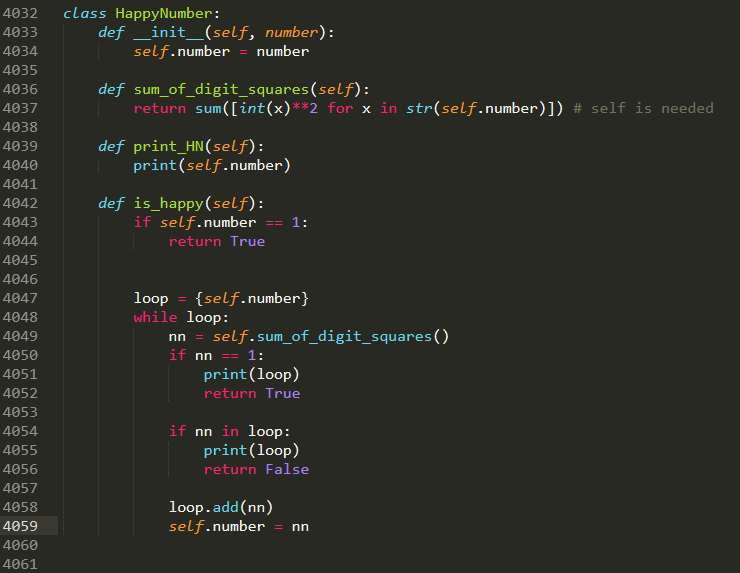 4032 class HappyNumber:
4033     def __init__(self, number):
4034         self.number = number
4035
4036     def sum_of_digit_squares(self):
4037         return sum([int(x)**2 for x in str(self.number)]) # self is needed
4038
4039     def print_HN(self):
4040         print(self.number)
4041
4042     def is_happy(self):
4043         if self.number == 1:
4044             return True
4045
4046
4047         loop = {self.number}
4048         while loop:
4049             nn = self.sum_of_digit_squares()
4050             if nn == 1:
4051                 print(loop)
4052                 return True
4053
4054             if nn in loop:
4055                 print(loop)
4056                 return False
4057
4058             loop.add(nn)
4059             self.number = nn
4060
4061